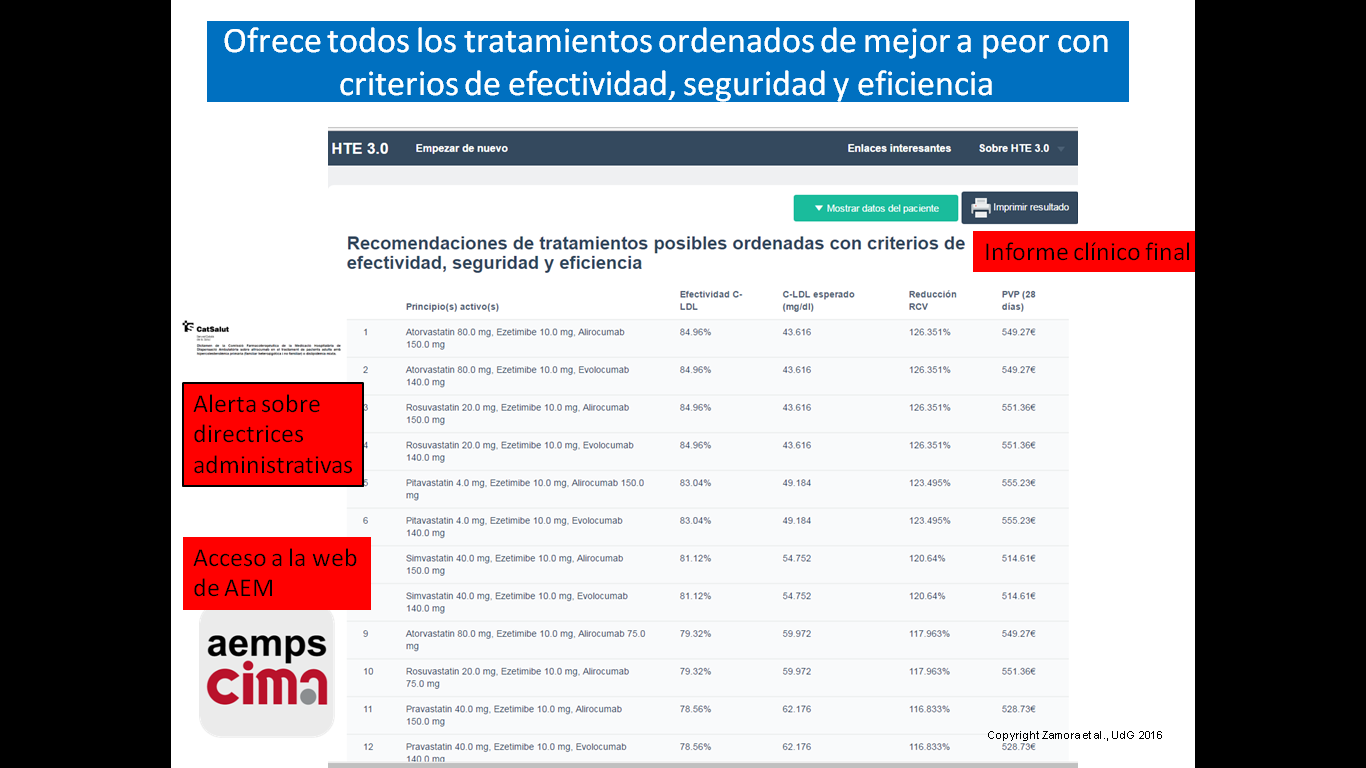 Ofrece todos los tratamientos ordenados de mejor a peor con
criterios de efectividad, seguridad y eficiencia
HTE 3.0 Empezar de nuevo Enlaces interesantes Sobre HTE 3.0
Mostrar datos del paciente Imprimir resultado
Recomendaciones de tratamientos posibles ordenadas con criterios de
efectividad, seguridad y eficiencia
Informe clínico final
Principio(s) activo(s) Efectividad C-LDL C-LDL esperado (mg/dl) Reducción RCV PVP (28 días)
1 Atorvastatin 80.0 mg, Ezetimibe 10.0 mg, Alirocumab 84.96% 43.616 126.351% 549.27€
150.0 mg
2 Atorvastatin 80.0 mg, Ezetimibe 10.0 mg, Evolocumab 84.96% 43.616 126.351% 549.27€
140.0 mg
3 Rosuvastatin 20.0 mg, Ezetimibe 10.0 mg, Alirocumab 84.96% 43.616 126.351% 551.36€
150.0 mg
4 Rosuvastatin 20.0 mg, Ezetimibe 10.0 mg, Evolocumab 84.96% 43.616 126.351% 551.36€
140.0 mg
5 Pitavastatin 4.0 mg, Ezetimibe 10.0 mg, Alirocumab 150.0 83.04% 49.184 123.495% 555.23€
mg
6 Pitavastatin 4.0 mg, Ezetimibe 10.0 mg, Evolocumab 83.04% 49.184 123.495% 555.23€
140.0 mg
Simvastatin 40.0 mg, Ezetimibe 10.0 mg, Alirocumab 81.12% 54.752 120.64% 514.61€
150.0 mg
Simvastatin 40.0 mg, Ezetimibe 10.0 mg, Evolocumab 81.12% 54.752 120.64% 514.61€
140.0 mg
9 Atorvastatin 80.0 mg, Ezetimibe 10.0 mg, Alirocumab 75.0 79.32% 59.972 117.963% 549.27€
mg
10 Rosuvastatin 20.0 mg, Ezetimibe 10.0 mg, Alirocumab 79.32% 59.972 117.963% 551.36€
75.0 mg
11 Pravastatin 40.0 mg, Ezetimibe 10.0 mg, Alirocumab 78.56% 62.176 116.833% 528.73€
150.0 mg
12 Pravastatin 40.0 mg, Ezetimibe 10.0 mg, Evolocumab 78.56% 62.176 116.833% 528.73€
140.0 mg
CatSalut
Alerta sobre
directrices
administrativas
Acceso a la web
de AEM
aemps
cima
Copyright Zamora et al., UdG 2016